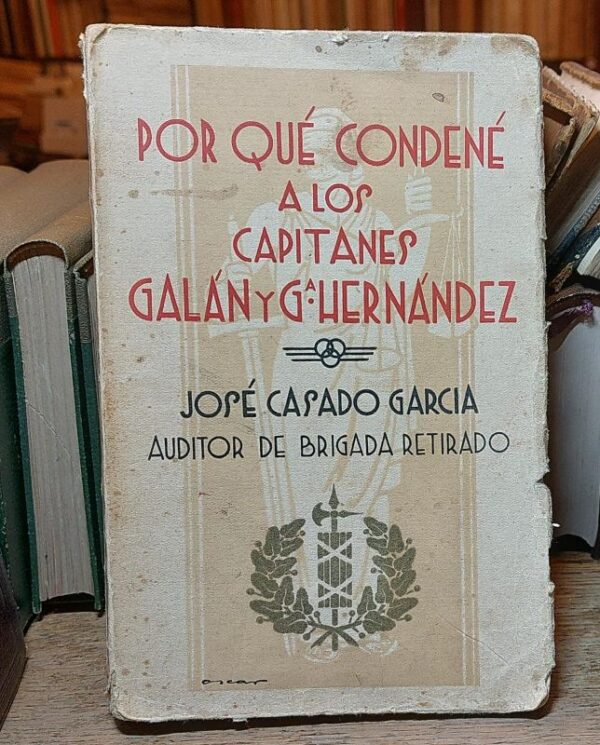 POR QUÉ CONDENÉ
A LOS
CAPITANES
GALÁN Y Gª. HERNÁNDEZ
JOSÉ CASADO GARCIA
AUDITOR DE BRIGADA RETIRADO
oscar